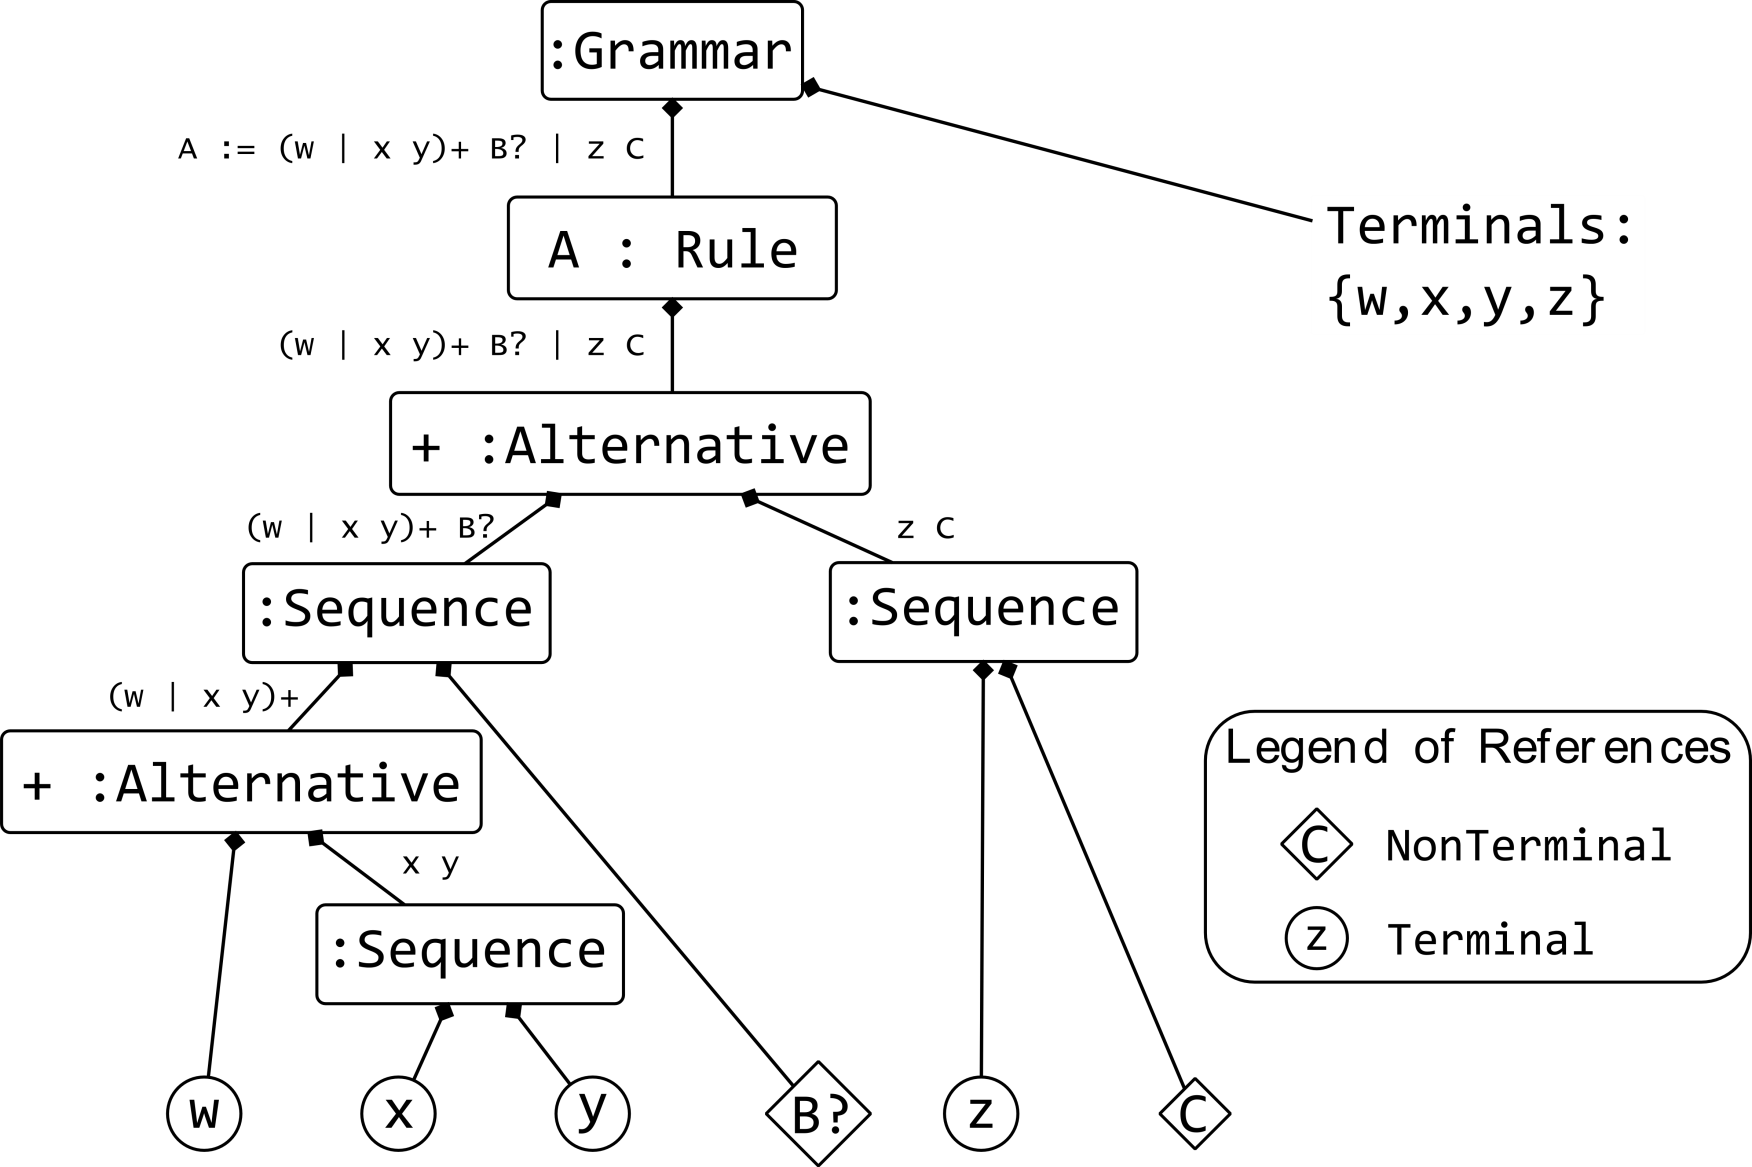 :Grammar
A := (w | x y)+ B? | z C
A : Rule
Terminals:
{w,x,y,z}
(w | x y)+ B? | z C
+ :Alternative
(w | x y)+ B?
z C
:Sequence
:Sequence
(w | x y)+
+ :Alternative
x y
:Sequence
w
x
y
B?
z
C
Legend of References
C NonTerminal
z Terminal